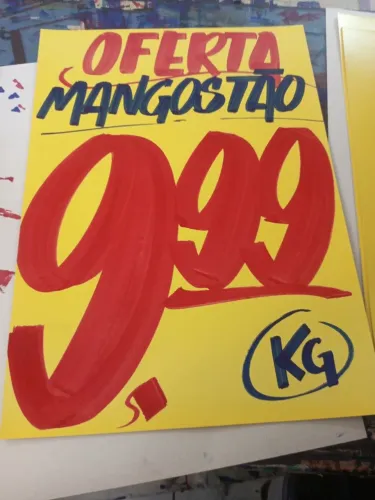 OFERTA
MANGOSTÃO
9,99
KG